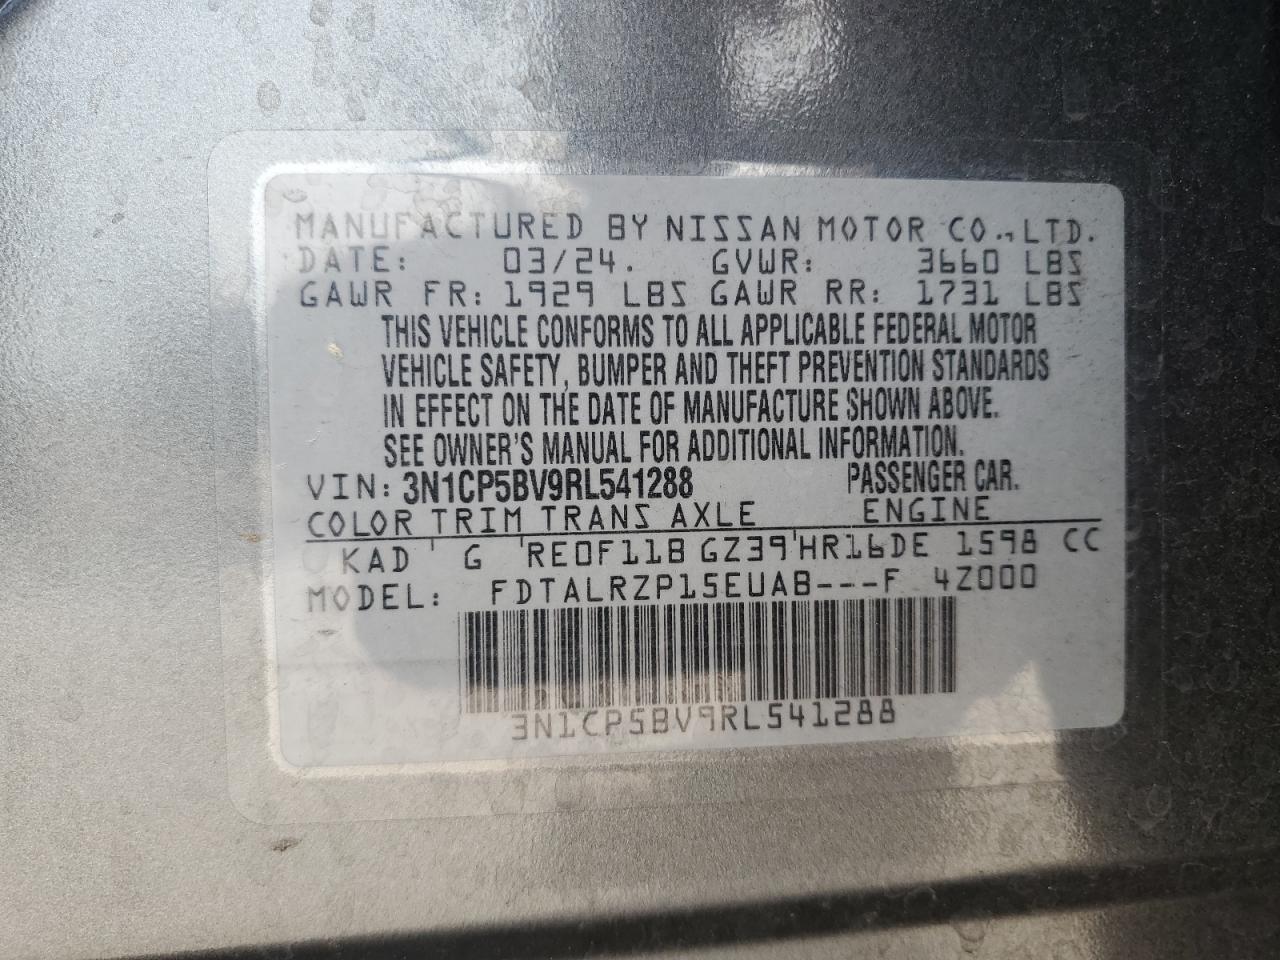 MANUFACTURED BY NISSAN MOTOR CO., LTD.
DATE: 03/24. GVWR: 3660 LBS
GAWR FR: 1929 LBS GAWR RR: 1731 LBS
THIS VEHICLE CONFORMS TO ALL APPLICABLE FEDERAL MOTOR
VEHICLE SAFETY, BUMPER AND THEFT PREVENTION STANDARDS
IN EFFECT ON THE DATE OF MANUFACTURE SHOWN ABOVE.
SEE OWNER'S MANUAL FOR ADDITIONAL INFORMATION.
VIN: 3N1CP5BV9RL541288 PASSENGER CAR.
COLOR TRIM TRANS AXLE ENGINE
KAD ' G 'RE0F11B GZ39'HR16DE 1598 CC
MODEL: FDTALRZP15EUAB---F 4Z000
3N1CP5BV9RL541288